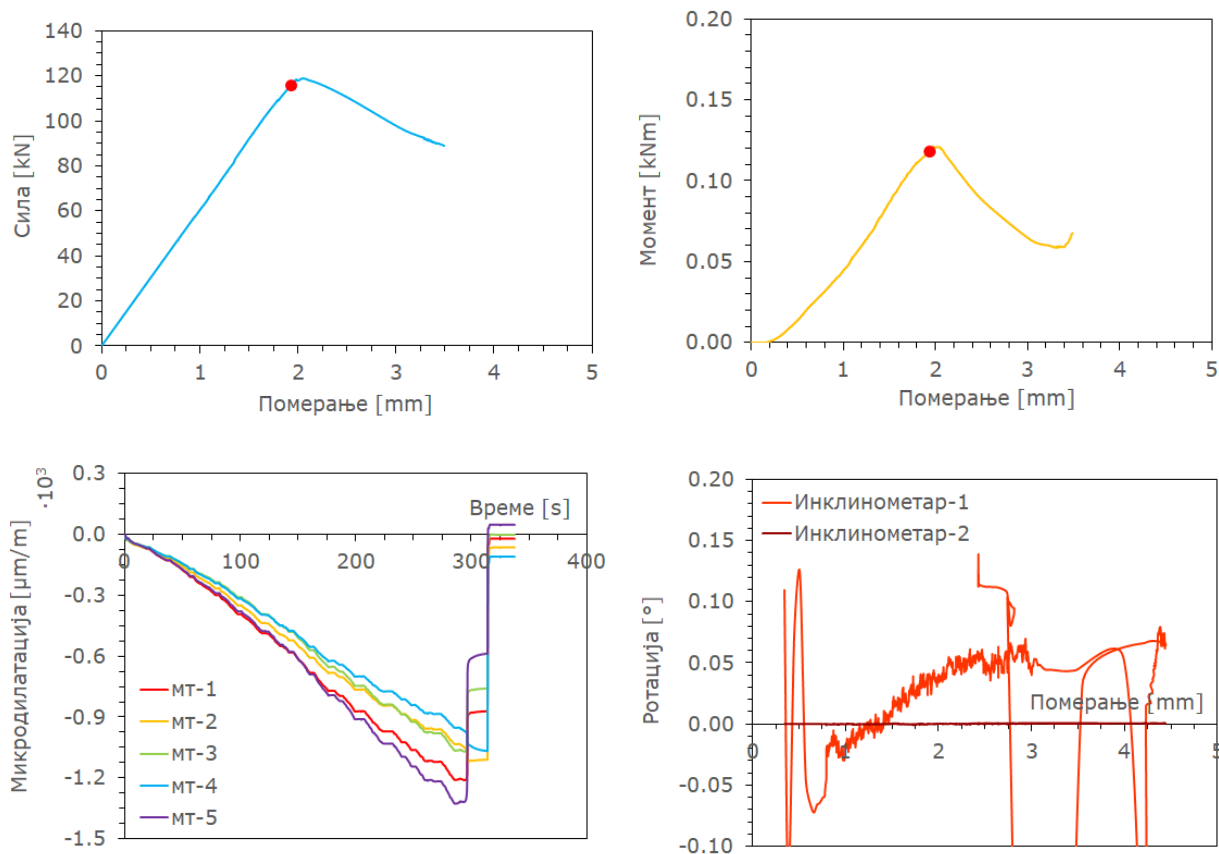 140
120
100
80
60
40
20
0
Сила [kN]
0 1 2 3 4 5
Померање [mm]
0.20
0.15
0.10
0.05
0.00
Момент [kNm]
0 1 2 3 4 5
Померање [mm]
·10³
0.3
0.0
-0.3
-0.6
-0.9
-1.2
-1.5
Микродилатација [µm/m]
Време [s]
0 100 200 300 400
мт-1
мт-2
мт-3
мт-4
мт-5
0.20
0.15
0.10
0.05
0.00
-0.05
-0.10
Ротација [°]
Инклинометар-1
Инклинометар-2
Померање [mm]
0 1 2 3 4 5